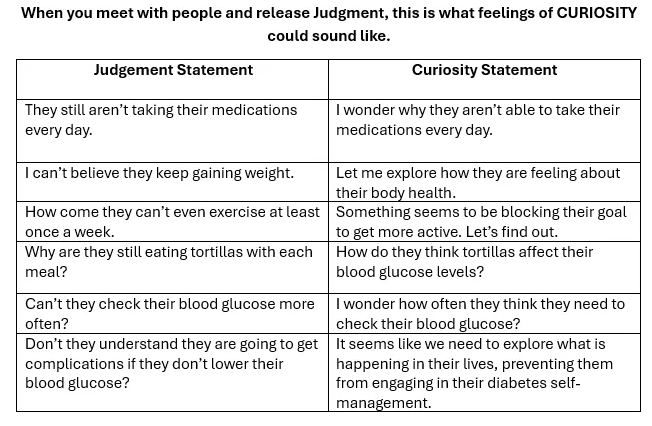 When you meet with people and release Judgment, this is what feelings of CURIOSITY
could sound like.
Judgement Statement
Curiosity Statement
They still aren’t taking their medications
every day.
I wonder why they aren’t able to take their
medications every day.
I can’t believe they keep gaining weight.
Let me explore how they are feeling about
their body health.
How come they can’t even exercise at least
once a week.
Something seems to be blocking their goal
to get more active. Let’s find out.
Why are they still eating tortillas with each
meal?
How do they think tortillas affect their
blood glucose levels?
Can’t they check their blood glucose more
often?
I wonder how often they think they need to
check their blood glucose?
Don’t they understand they are going to get
complications if they don’t lower their
blood glucose?
It seems like we need to explore what is
happening in their lives, preventing them
from engaging in their diabetes self-
management.